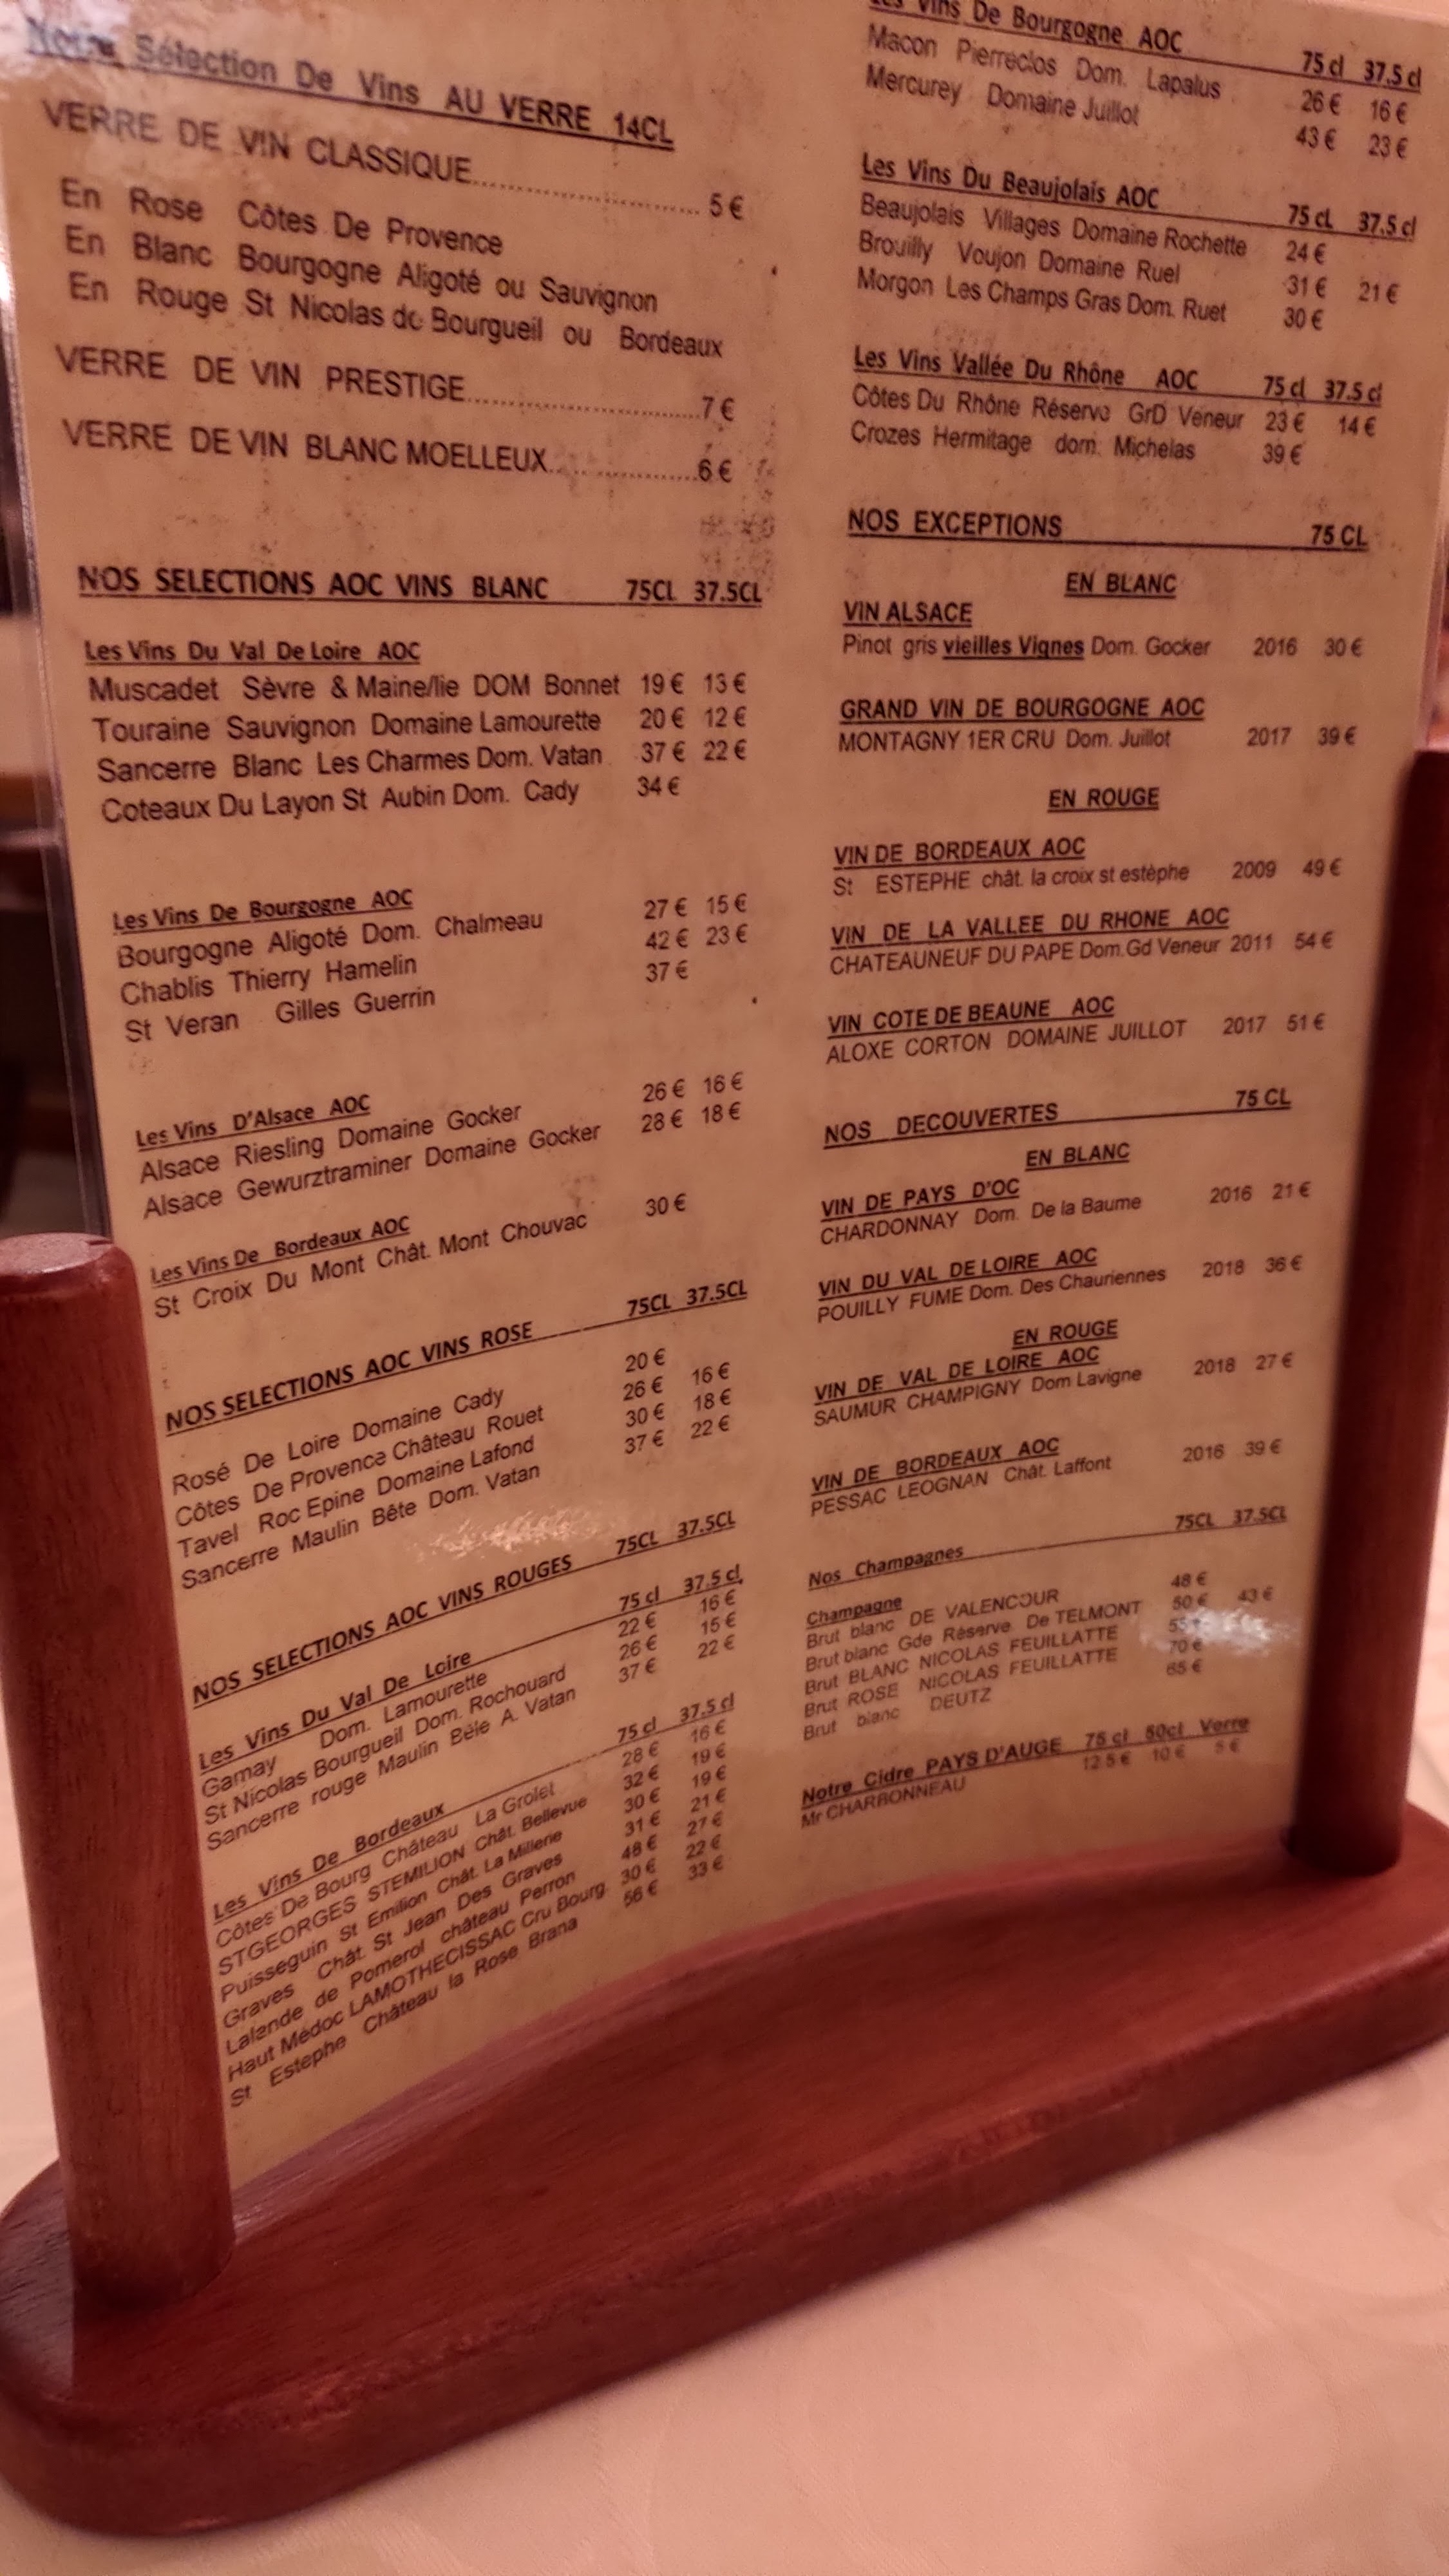 Notre Sélection De Vins AU VERRE 14CL
VERRE DE VIN CLASSIQUE.................................. 5 €
En Rose Côtes De Provence
En Blanc Bourgogne Aligoté ou Sauvignon
En Rouge St Nicolas de Bourgueil ou Bordeaux
VERRE DE VIN PRESTIGE..................................7 €
VERRE DE VIN BLANC MOELLEUX.......................6 €
NOS SELECTIONS AOC VINS BLANC 75CL 37.5CL
Les Vins Du Val De Loire AOC
Muscadet Sèvre & Maine/lie DOM Bonnet 19 € 13 €
Touraine Sauvignon Domaine Lamourette 20 € 12 €
Sancerre Blanc Les Charmes Dom. Vatan 37 € 22 €
Coteaux Du Layon St Aubin Dom. Cady 34 €
Les Vins De Bourgogne AOC
Bourgogne Aligoté Dom. Chalmeau 27 € 15 €
Chablis Thierry Hamelin 42 € 23 €
St Veran Gilles Guerrin 37 €
Les Vins D'Alsace AOC
Alsace Riesling Domaine Gocker 26 € 16 €
Alsace Gewurztraminer Domaine Gocker 28 € 18 €
Les Vins De Bordeaux AOC
St Croix Du Mont Chât. Mont Chouvac 30 €
NOS SELECTIONS AOC VINS ROSE 75CL 37.5CL
Rosé De Loire Domaine Cady 20 €
Côtes De Provence Château Rouet 26 € 16 €
Tavel Roc Epine Domaine Lafond 30 € 18 €
Sancerre Maulin Bête Dom. Vatan 37 € 22 €
NOS SELECTIONS AOC VINS ROUGES 75CL 37.5CL
Les Vins Du Val De Loire 75 cl 37.5 cl.
Gamay Dom. Lamourette 22 € 16 €
St Nicolas Bourgueil Dom. Rochouard 26 € 15 €
Sancerre rouge Maulin Bèle A. Vatan 37 € 22 €
Les Vins De Bordeaux 75 cl 37.5 cl
Côtes De Bourg Château La Grolet 28 € 16 €
STGEORGES STEMILION Chât. Bellevue 32 € 19 €
Puisseguin St Emilion Chât. La Millerie 30 € 19 €
Graves Chât. St Jean Des Graves 31 € 21 €
Lalande de Pomerol château Perron 48 € 27 €
Haut Médoc LAMOTHECISSAC Cru Bourg. 30 € 22 €
St Estephe Château la Rose Brana 56 € 33 €
Les Vins De Bourgogne AOC 75 cl 37.5 cl
Macon Pierreclos Dom. Lapalus 26 € 16 €
Mercurey Domaine Juillot 43 € 23 €
Les Vins Du Beaujolais AOC 75 cL 37.5 cl
Beaujolais Villages Domaine Rochette 24 €
Brouilly Voujon Domaine Ruel 31 € 21 €
Morgon Les Champs Gras Dom. Ruet 30 €
Les Vins Vallée Du Rhône AOC 75 cl 37.5 cl
Côtes Du Rhône Réserve GrD Veneur 23 € 14 €
Crozes Hermitage dom. Michelas 39 €
NOS EXCEPTIONS 75 CL
EN BLANC
VIN ALSACE
Pinot gris vieilles Vignes Dom. Gocker 2016 30 €
GRAND VIN DE BOURGOGNE AOC
MONTAGNY 1ER CRU Dom. Juillot 2017 39 €
EN ROUGE
VIN DE BORDEAUX AOC
St ESTEPHE chât. la croix st estèphe 2009 49 €
VIN DE LA VALLEE DU RHONE AOC
CHATEAUNEUF DU PAPE Dom.Gd Veneur 2011 54 €
VIN COTE DE BEAUNE AOC
ALOXE CORTON DOMAINE JUILLOT 2017 51 €
NOS DECOUVERTES 75 CL
EN BLANC
VIN DE PAYS D'OC
CHARDONNAY Dom. De la Baume 2016 21 €
VIN DU VAL DE LOIRE AOC
POUILLY FUME Dom. Des Chauriennes 2018 36 €
EN ROUGE
VIN DE VAL DE LOIRE AOC
SAUMUR CHAMPIGNY Dom Lavigne 2018 27 €
VIN DE BORDEAUX AOC
PESSAC LEOGNAN Chât. Laffont 2016 39 €
Nos Champagnes 75CL 37.5CL
Champagne
Brut blanc DE VALENCOUR 48 €
Brut blanc Gde Réserve De TELMONT 50 € 43 €
Brut BLANC NICOLAS FEUILLATTE
Brut ROSE NICOLAS FEUILLATTE 70 €
Brut blanc DEUTZ 65 €
Notre Cidre PAYS D'AUGE 75 cl 50cl Verre
Mr CHARBONNEAU 12 5 € 10 € 5 €